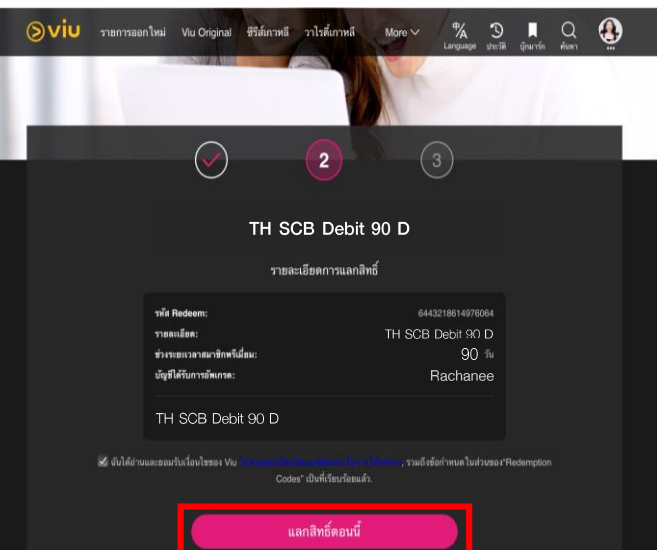 viu รายการออกใหม่ Viu Original ซีรีส์เกาหลี วาไรตี้เกาหลี More
Language ประวัติ บุ๊กมาร์ก ค้นหา
2 3
TH SCB Debit 90 D
รายละเอียดการแลกสิทธิ์
รหัส Redeem: 6443218614976064
รายละเอียด: TH SCB Debit 90 D
ช่วงระยะเวลาสมาชิกพรีเมี่ยม: 90 วัน
บัญชีได้รับการอัพเกรด: Rachanee
TH SCB Debit 90 D
ฉันได้อ่านและยอมรับเงื่อนไขของ Viu , รวมถึงข้อกำหนดในส่วนของ"Redemption
Codes" เป็นที่เรียบร้อยแล้ว.
แลกสิทธิ์ตอนนี้